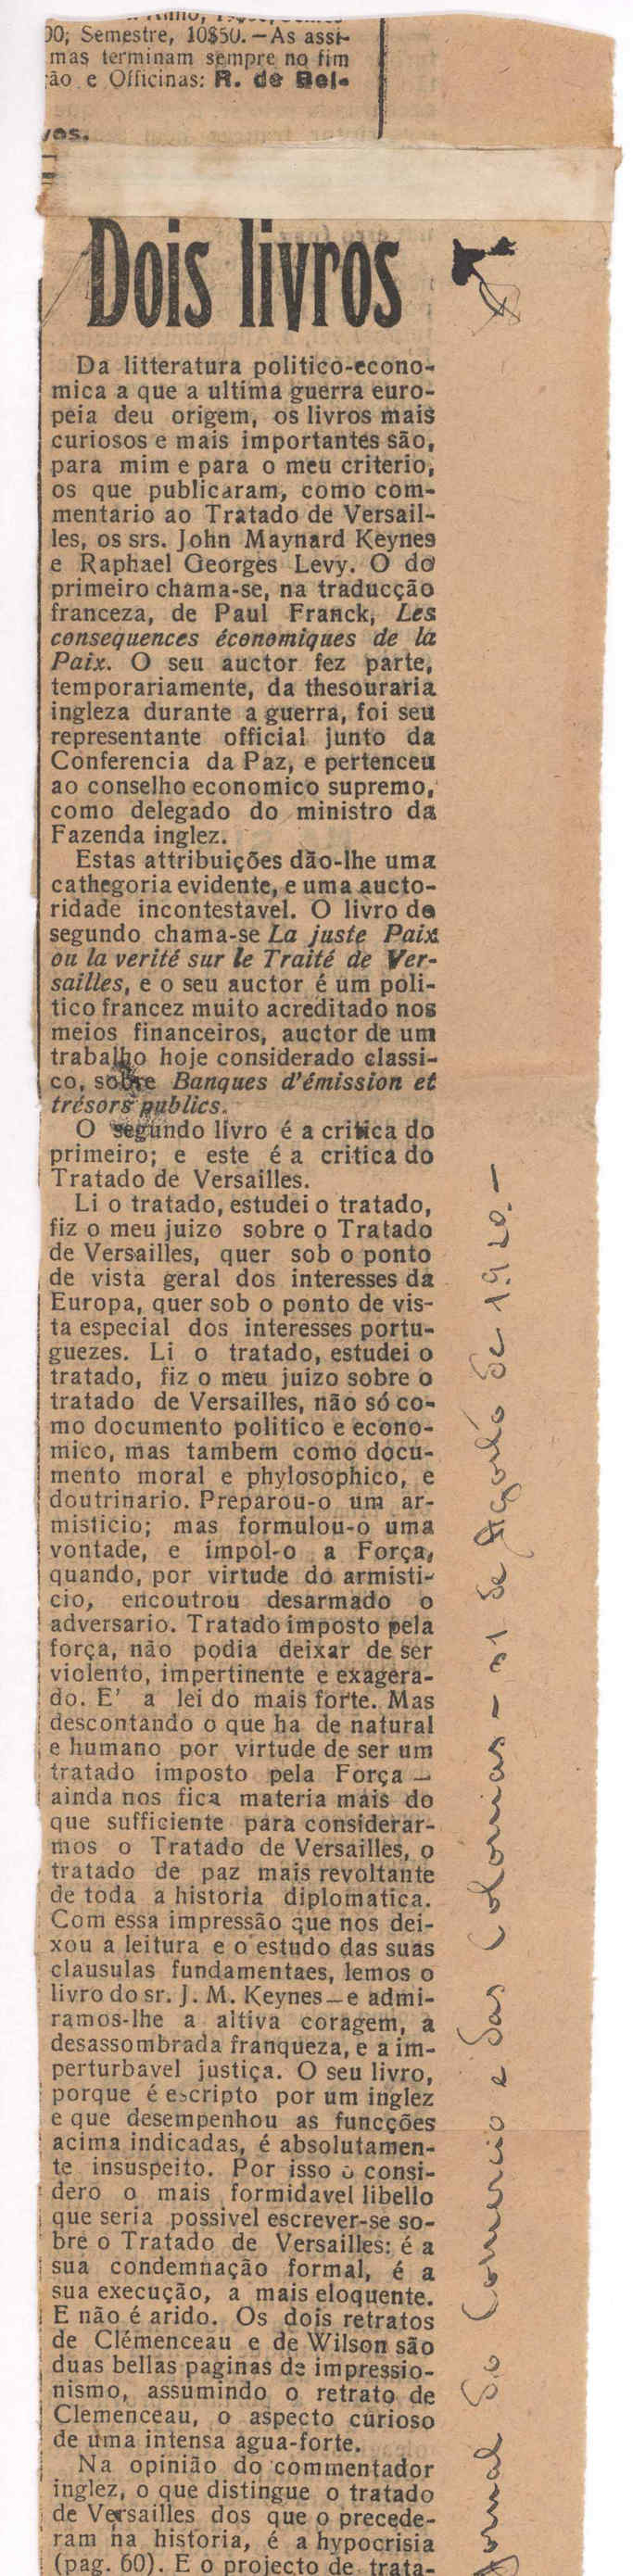 00; Semestre, 10$50.—As assi-
mas terminam sempre no fim
ão e Officinas: R. de Bel-
vos.
Dois livros
Da litteratura politico-econo-
mica a que a ultima guerra euro-
peia deu origem, os livros mais
curiosos e mais importantes são,
para mim e para o meu criterio,
os que publicaram, como com-
mentario ao Tratado de Versail-
les, os srs. John Maynard Keynes
e Raphael Georges Levy. O do
primeiro chama-se, na traducção
franceza, de Paul Franck, Les
consequences économiques de la
Paix. O seu auctor fez parte,
temporariamente, da thesouraria
ingleza durante a guerra, foi seu
representante official junto da
Conferencia da Paz, e pertenceu
ao conselho economico supremo,
como delegado do ministro da
Fazenda inglez.
Estas attribuições dão-lhe uma
cathegoria evidente, e uma aucto-
ridade incontestavel. O livro do
segundo chama-se La juste Paix
ou la verité sur le Traité de Ver-
sailles, e o seu auctor é um poli-
tico francez muito acreditado nos
meios financeiros, auctor de um
trabalho hoje considerado classi-
co, sobre Banques d'émission et
trésors publics.
O segundo livro é a critica do
primeiro; e este é a critica do
Tratado de Versailles.
Li o tratado, estudei o tratado,
fiz o meu juizo sobre o Tratado
de Versailles, quer sob o ponto
de vista geral dos interesses da
Europa, quer sob o ponto de vis-
ta especial dos interesses portu-
guezes. Li o tratado, estudei o
tratado, fiz o meu juizo sobre o
tratado de Versailles, não só co-
mo documento politico e econo-
mico, mas tambem como docu-
mento moral e phylosophico, e
doutrinario. Preparou-o um ar-
misticio; mas formulou-o uma
vontade, e impol-o a Força,
quando, por virtude do armisti-
cio, encoutrou desarmado o
adversario. Tratado imposto pela
força, não podia deixar de ser
violento, impertinente e exagera-
do. E' a lei do mais forte. Mas
descontando o que ha de natural
e humano por virtude de ser um
tratado imposto pela Força —
ainda nos fica materia mais do
que sufficiente para considerar-
mos o Tratado de Versailles, o
tratado de paz mais revoltante
de toda a historia diplomatica.
Com essa impressão que nos dei-
xou a leitura e o estudo das suas
clausulas fundamentaes, lemos o
livro do sr. J. M. Keynes—e admi-
ramos-lhe a altiva coragem, a
desassombrada franqueza, e a im-
perturbavel justiça. O seu livro,
porque é escripto por um inglez
e que desempenhou as funcções
acima indicadas, é absolutamen-
te insuspeito. Por isso o consi-
dero o mais formidavel libello
que seria possivel escrever-se so-
bre o Tratado de Versailles: é a
sua condemnação formal, é a
sua execução, a mais eloquente.
E não é arido. Os dois retratos
de Clémenceau e de Wilson são
duas bellas paginas de impressio-
nismo, assumindo o retrato de
Clemenceau, o aspecto curioso
de uma intensa agua-forte.
Na opinião do commentador
inglez, o que distingue o tratado
de Versailles dos que o precede-
ram na historia, é a hypocrisia
(pag. 60). E o projecto de trata-
Jornal do Comercio e das Colonias — 31 de Agosto de 1920. —